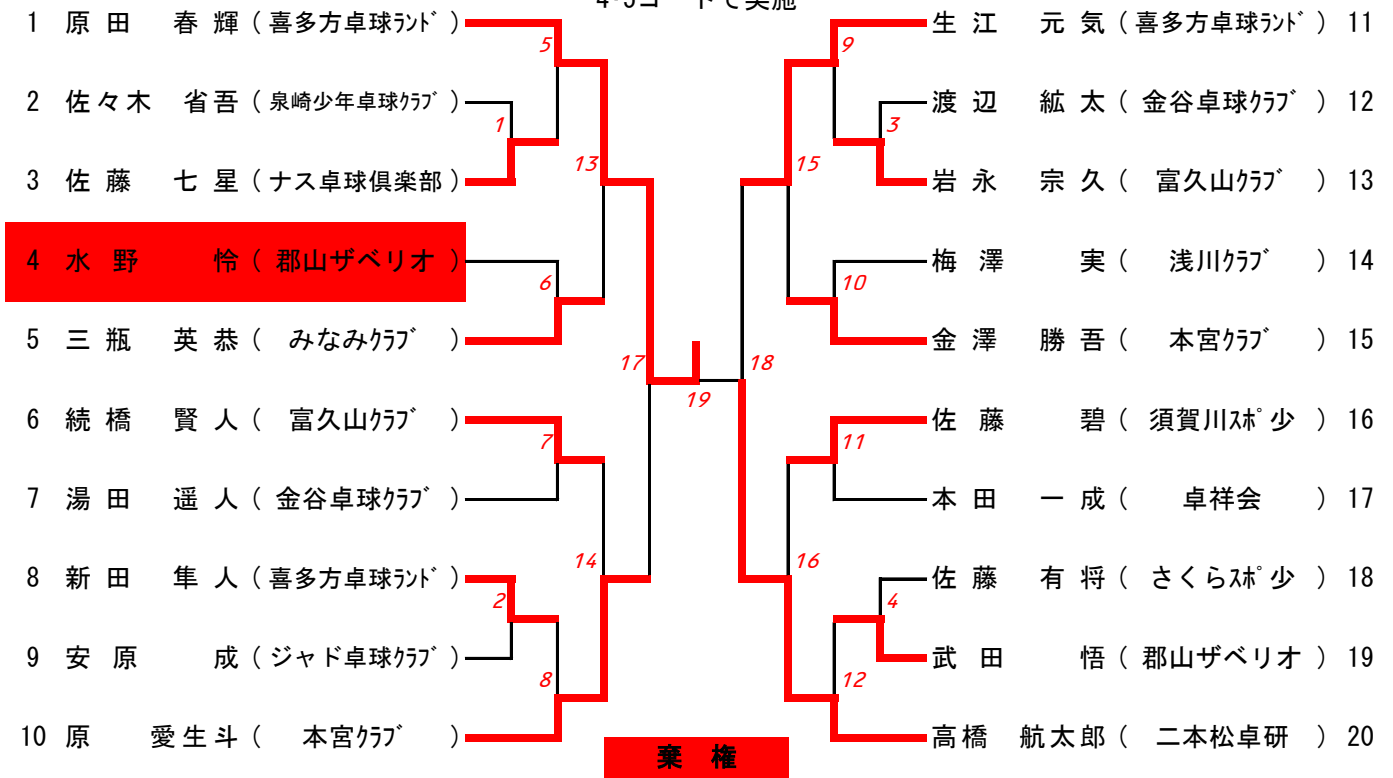 4・5コートで実施
1 原田 春輝 (喜多方卓球ﾗﾝﾄﾞ)
2 佐々木 省吾 (泉崎少年卓球ｸﾗﾌﾞ)
3 佐藤 七星 (ナス卓球倶楽部)
4 水野 怜 (郡山ザベリオ)
5 三瓶 英恭 (みなみｸﾗﾌﾞ)
6 続橋 賢人 (富久山ｸﾗﾌﾞ)
7 湯田 遥人 (金谷卓球ｸﾗﾌﾞ)
8 新田 隼人 (喜多方卓球ﾗﾝﾄﾞ)
9 安原 成 (ジャド卓球ｸﾗﾌﾞ)
10 原 愛生斗 (本宮ｸﾗﾌﾞ)
5
1
13
6
17
7
14
2
8
19
9
3
15
10
18
11
16
4
12
生江 元気 (喜多方卓球ﾗﾝﾄﾞ) 11
渡辺 紘太 (金谷卓球ｸﾗﾌﾞ) 12
岩永 宗久 (富久山ｸﾗﾌﾞ) 13
梅澤 実 (浅川ｸﾗﾌﾞ) 14
金澤 勝吾 (本宮ｸﾗﾌﾞ) 15
佐藤 碧 (須賀川ｽﾎﾟ少) 16
本田 一成 (卓祥会) 17
佐藤 有将 (さくらｽﾎﾟ少) 18
武田 悟 (郡山ザベリオ) 19
高橋 航太郎 (二本松卓研) 20
棄権